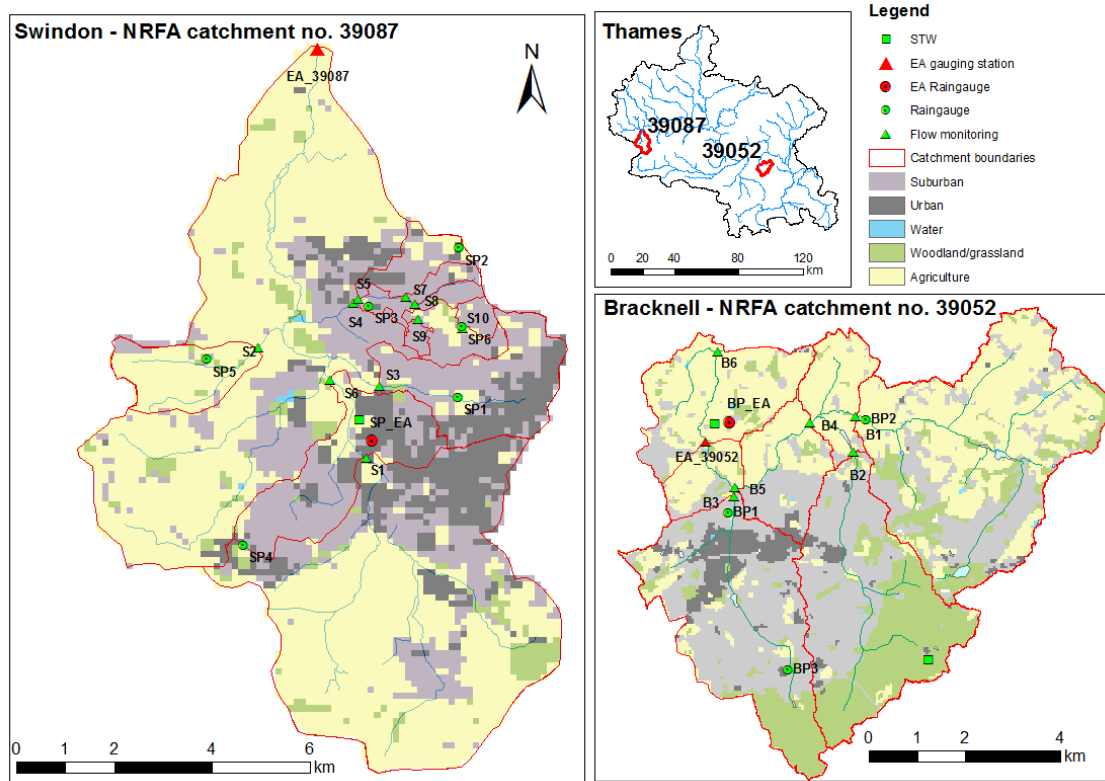 Swindon - NRFA catchment no. 39087
EA_39087
N
SP2
S5
S7
S4
SP3
S8
S10
S9
SP6
S2
SP5
S3
S6
SP1
SP_EA
S1
SP4
0 1 2 4 6
km
Thames
39087
39052
0 20 40 80 120
km
Legend
STW
EA gauging station
EA Raingauge
Raingauge
Flow monitoring
Catchment boundaries
Suburban
Urban
Water
Woodland/grassland
Agriculture
Bracknell - NRFA catchment no. 39052
B6
BP_EA
BP2
B4
B1
EA_39052
B2
B5
B3
BP1
BP3
0 1 2 4
km